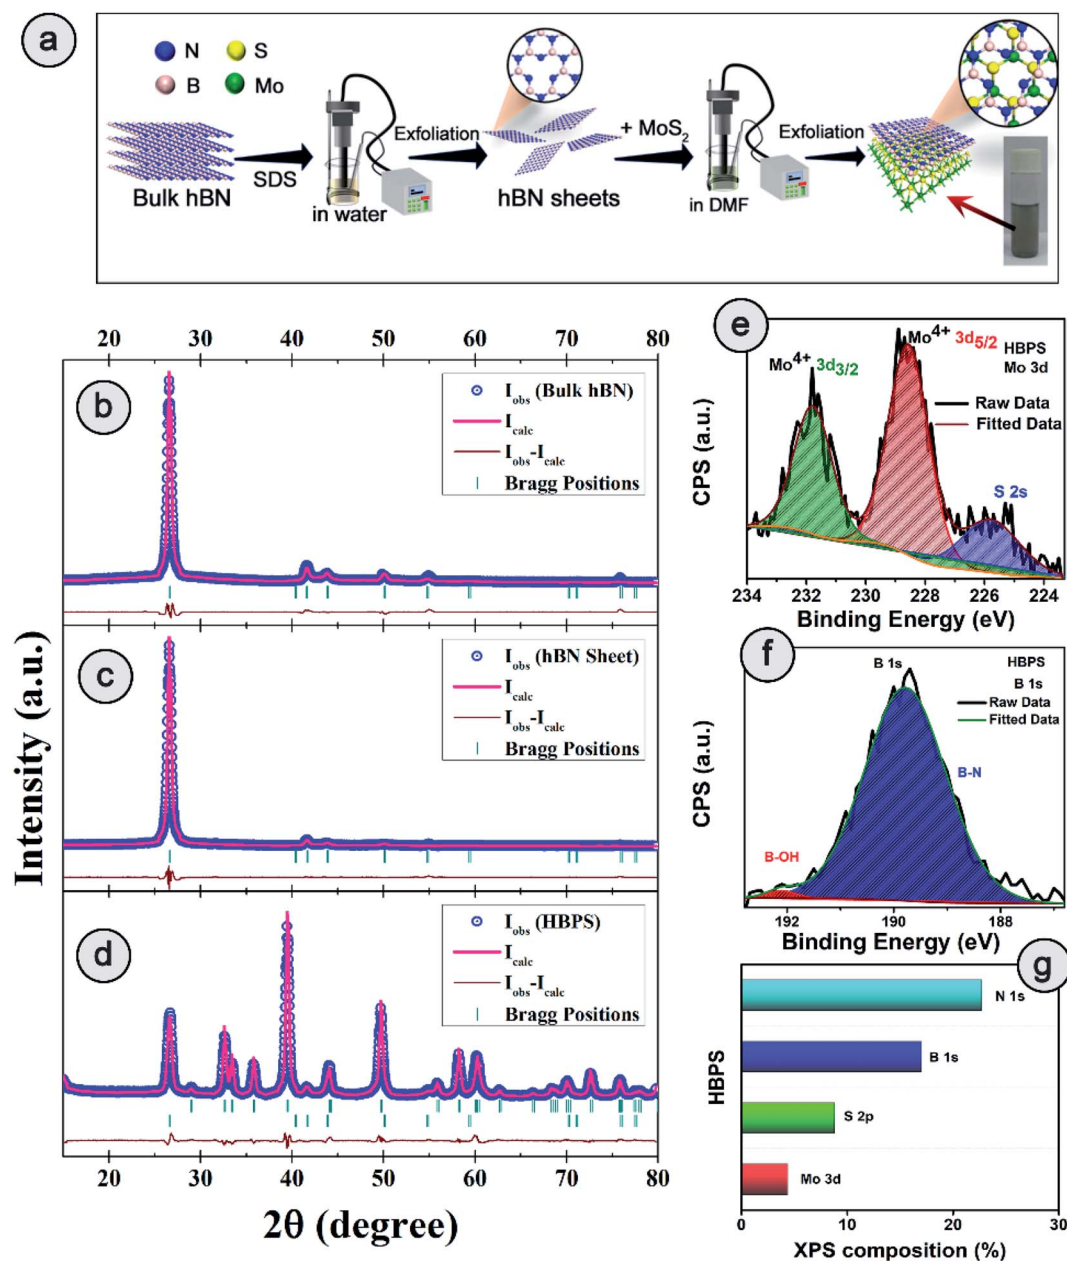 a
N
S
B
Mo
Bulk hBN
SDS
in water
Exfoliation
hBN sheets
+ MoS2
in DMF
Exfoliation
20 30 40 50 60 70 80
b
Iobs (Bulk hBN)
Icalc
Iobs-Icalc
Bragg Positions
c
Iobs (hBN Sheet)
Icalc
Iobs-Icalc
Bragg Positions
d
Iobs (HBPS)
Icalc
Iobs-Icalc
Bragg Positions
20 30 40 50 60 70 80
2θ (degree)
Intensity (a.u.)
e
Mo4+ 3d3/2
Mo4+ 3d5/2
HBPS
Mo 3d
Raw Data
Fitted Data
S 2s
CPS (a.u.)
234 232 230 228 226 224
Binding Energy (eV)
f
B 1s
HBPS
B 1s
Raw Data
Fitted Data
B-N
B-OH
CPS (a.u.)
192 190 188
Binding Energy (eV)
g
N 1s
B 1s
S 2p
Mo 3d
HBPS
0 10 20 30
XPS composition (%)